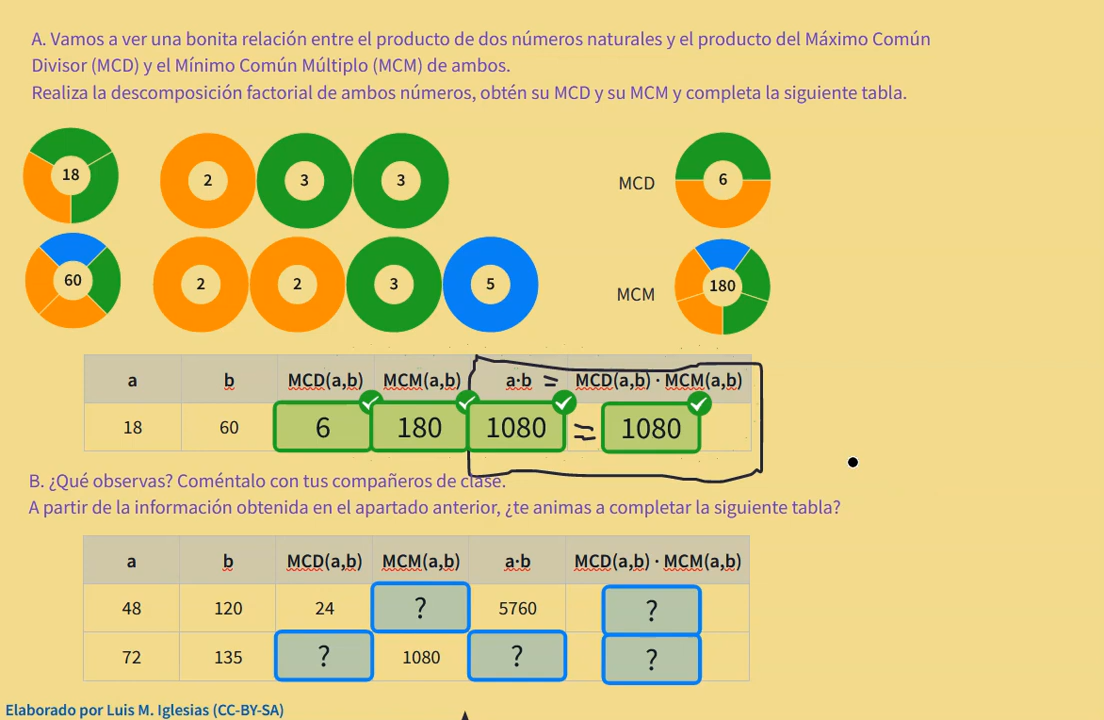 A. Vamos a ver una bonita relación entre el producto de dos números naturales y el producto del Máximo Común
Divisor (MCD) y el Mínimo Común Múltiplo (MCM) de ambos.
Realiza la descomposición factorial de ambos números, obtén su MCD y su MCM y completa la siguiente tabla.
18 2 3 3 MCD 6
60 2 2 3 5 MCM 180
a b MCD(a,b) MCM(a,b) a·b = MCD(a,b) · MCM(a,b)
18 60 6 180 1080 = 1080
B. ¿Qué observas? Coméntalo con tus compañeros de clase.
A partir de la información obtenida en el apartado anterior, ¿te animas a completar la siguiente tabla?
a b MCD(a,b) MCM(a,b) a·b MCD(a,b) · MCM(a,b)
48 120 24 ? 5760 ?
72 135 ? 1080 ? ?
Elaborado por Luis M. Iglesias (CC-BY-SA)